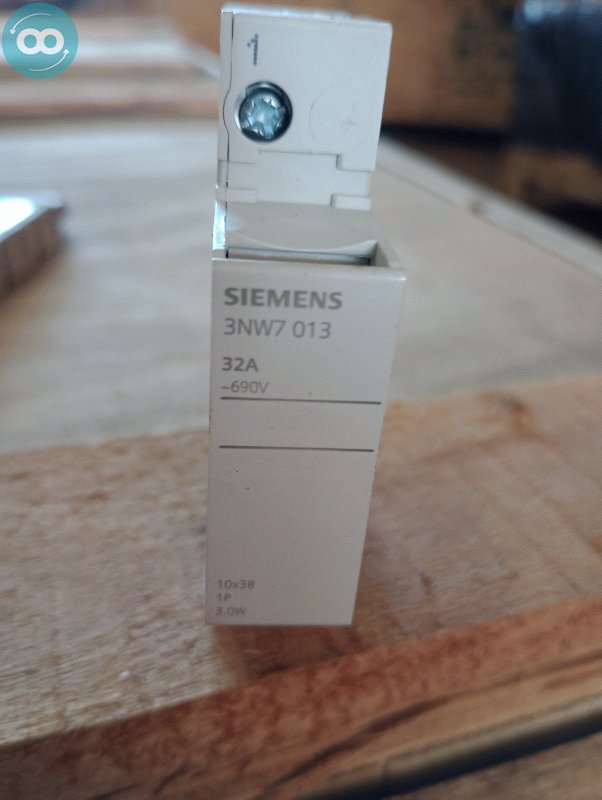 1
SIEMENS
3NW7 013
32A
~690V
10x38
1P
3.0W